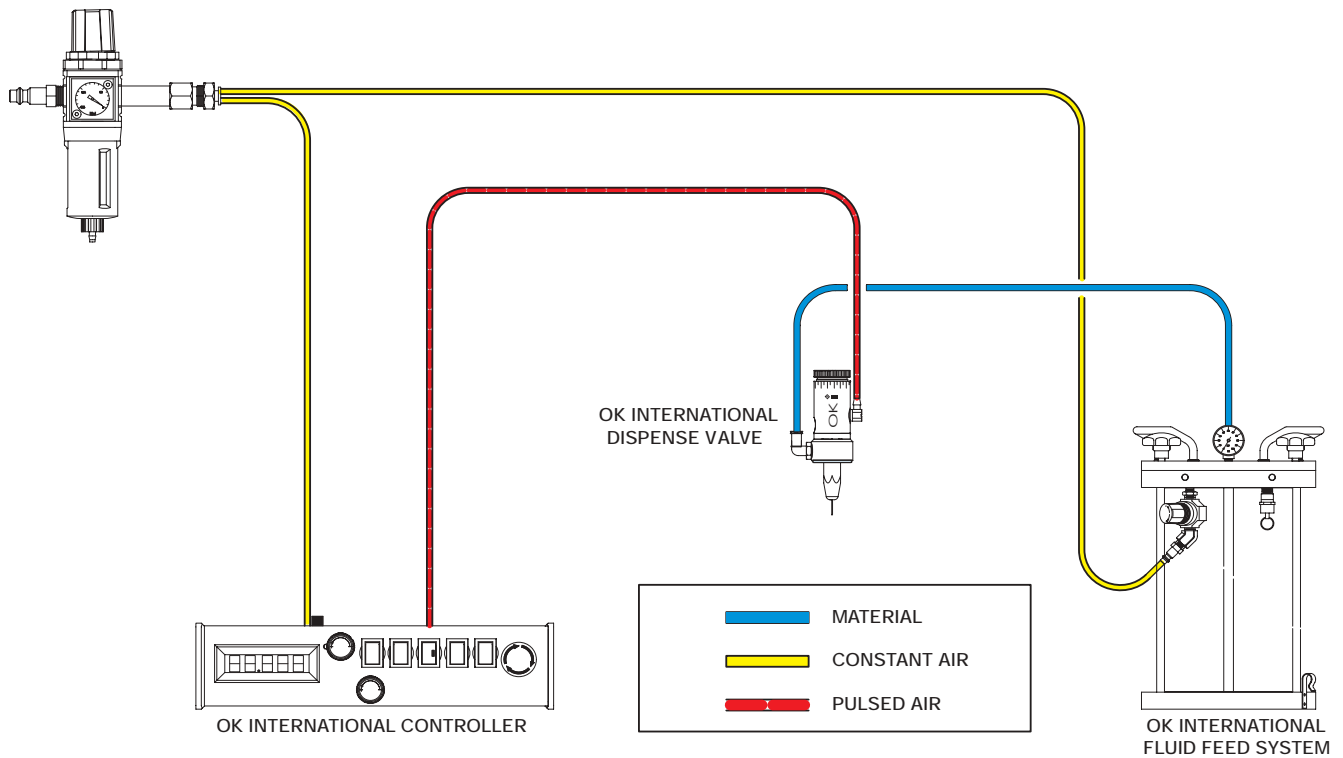 OK INTERNATIONAL
DISPENSE VALVE
OK
MATERIAL
CONSTANT AIR
PULSED AIR
OK INTERNATIONAL CONTROLLER
OK INTERNATIONAL
FLUID FEED SYSTEM